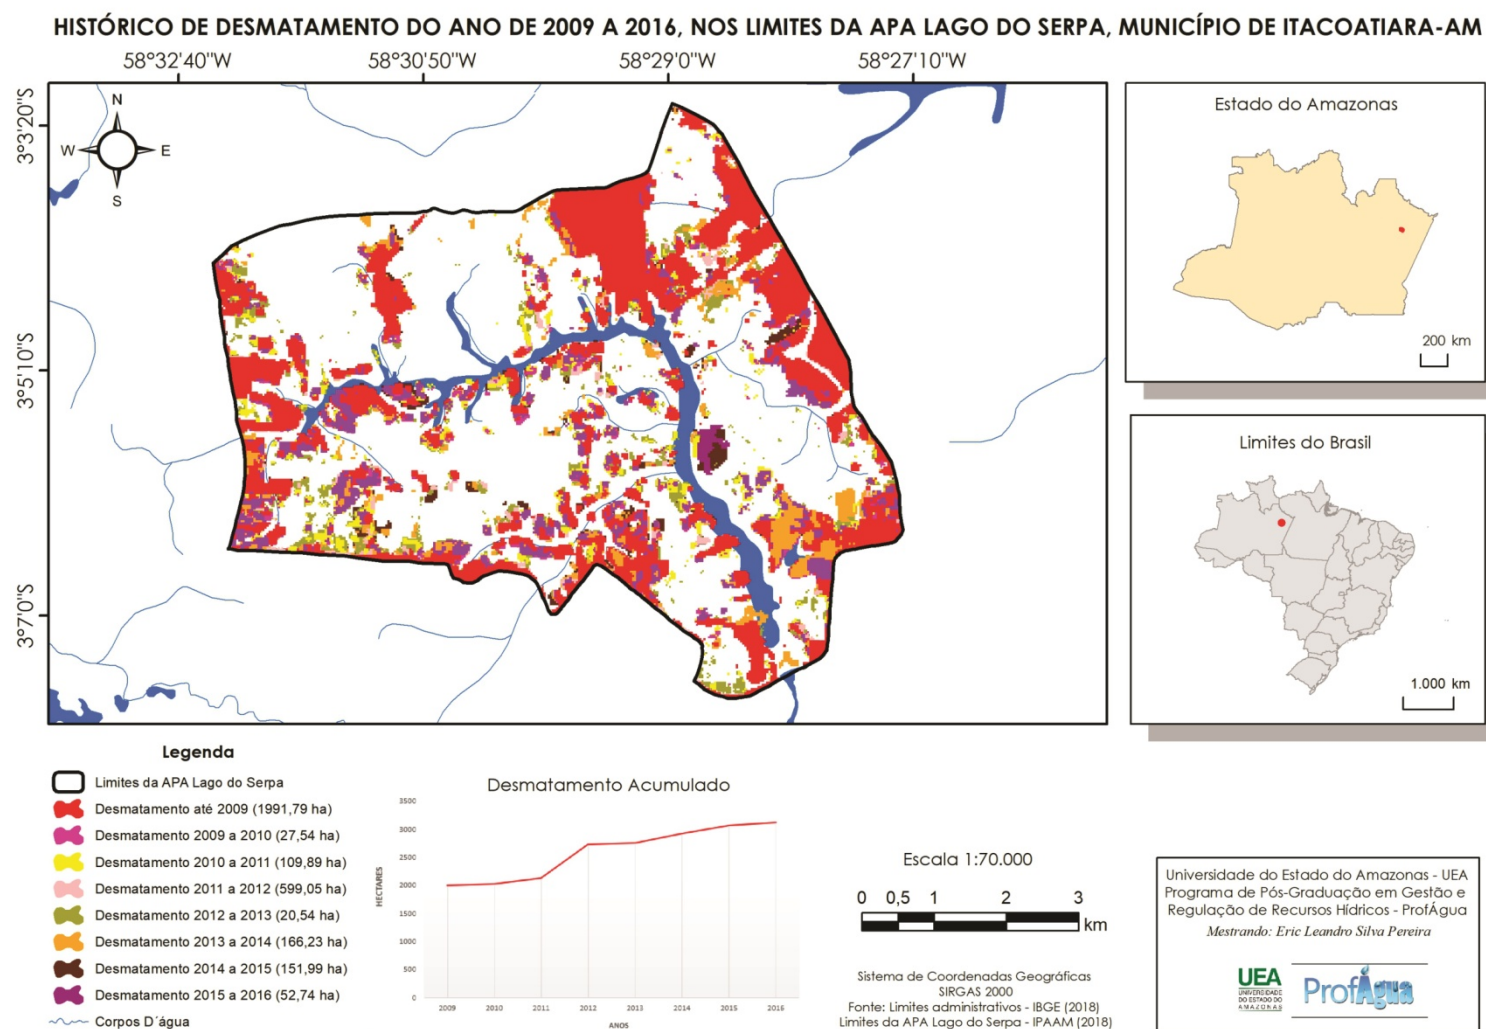 HISTÓRICO DE DESMATAMENTO DO ANO DE 2009 A 2016, NOS LIMITES DA APA LAGO DO SERPA, MUNICÍPIO DE ITACOATIARA-AM
58°32'40"W 58°30'50"W 58°29'0"W 58°27'10"W
3°3'20"S
3°5'10"S
3°7'0"S
N
W E
S
Estado do Amazonas
200 km
Limites do Brasil
1.000 km
Legenda
Limites da APA Lago do Serpa
Desmatamento até 2009 (1991,79 ha)
Desmatamento 2009 a 2010 (27,54 ha)
Desmatamento 2010 a 2011 (109,89 ha)
Desmatamento 2011 a 2012 (599,05 ha)
Desmatamento 2012 a 2013 (20,54 ha)
Desmatamento 2013 a 2014 (166,23 ha)
Desmatamento 2014 a 2015 (151,99 ha)
Desmatamento 2015 a 2016 (52,74 ha)
Corpos D´água
Desmatamento Acumulado
HECTARES
3500
3000
2500
2000
1500
1000
500
0
2009 2010 2011 2012 2013 2014 2015 2016
ANOS
Escala 1:70.000
0 0,5 1 2 3
km
Sistema de Coordenadas Geográficas
SIRGAS 2000
Fonte: Limites administrativos - IBGE (2018)
Limites da APA Lago do Serpa - IPAAM (2018)
Universidade do Estado do Amazonas - UEA
Programa de Pós-Graduação em Gestão e
Regulação de Recursos Hídricos - ProfÁgua
Mestrando: Eric Leandro Silva Pereira
UEA
UNIVERSIDADE
DO ESTADO DO
AMAZONAS
ProfÁgua